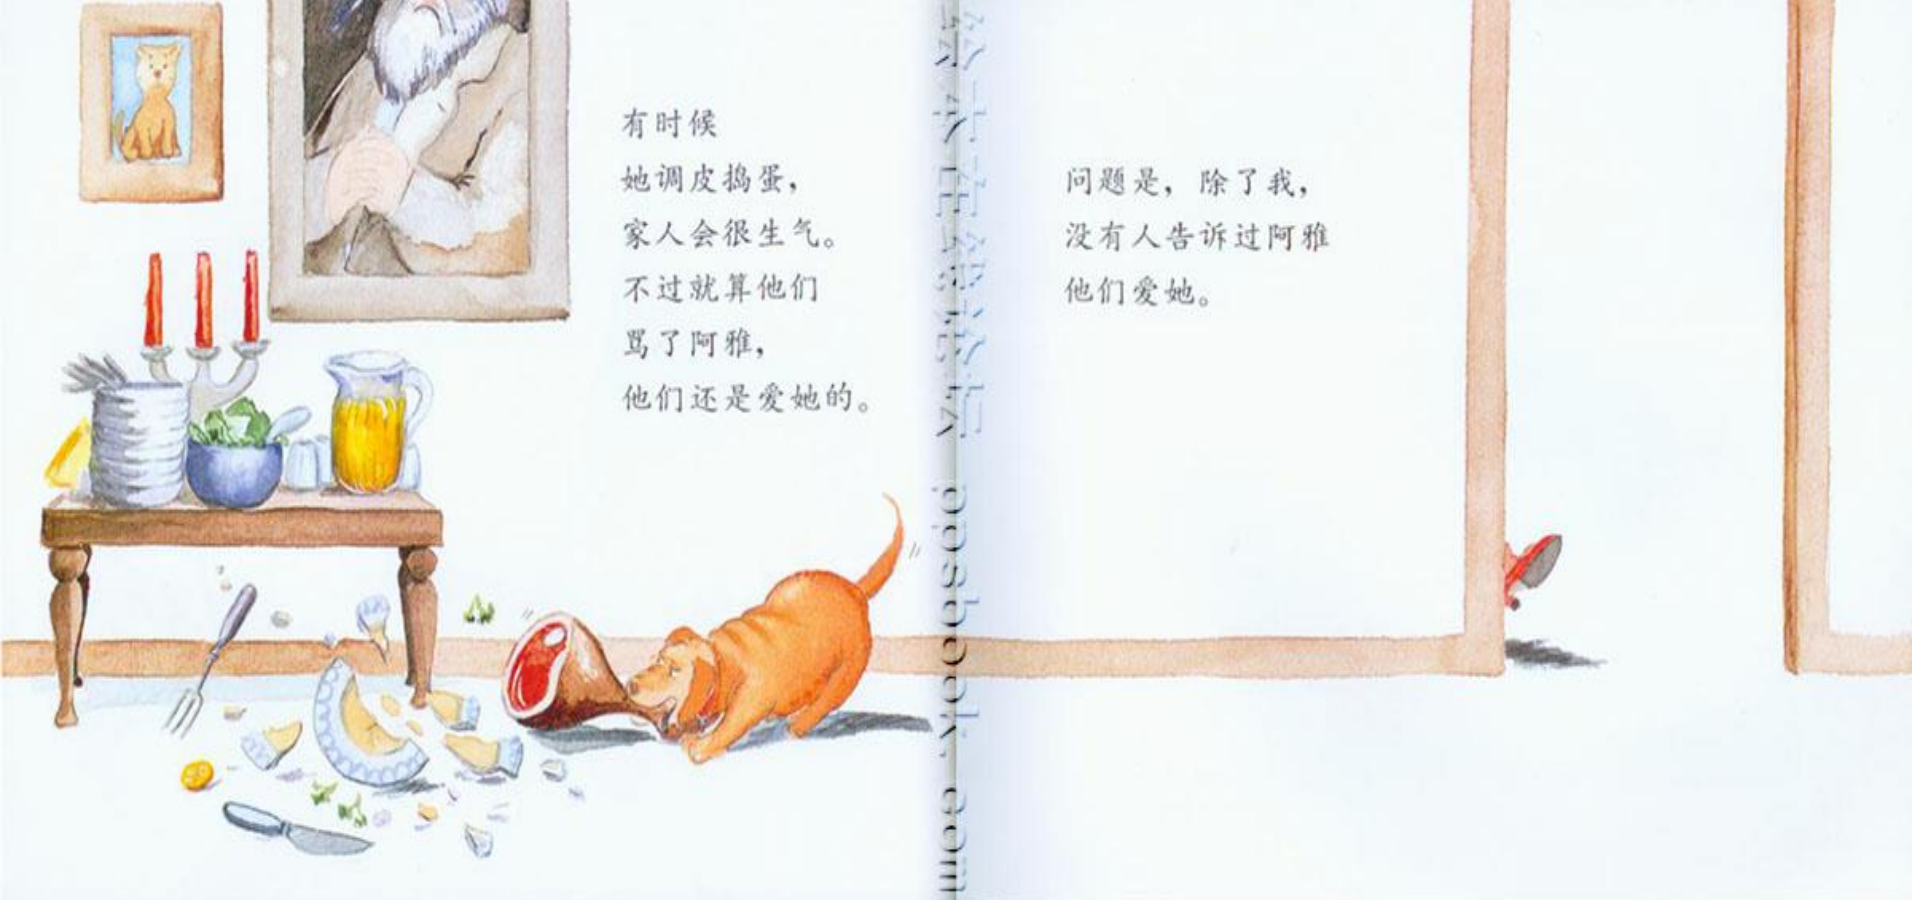 有时候
她调皮捣蛋，
家人会很生气。
不过就算他们
骂了阿雅，
他们还是爱她的。
问题是，除了我，
没有人告诉过阿雅
他们爱她。
ppsbook.com